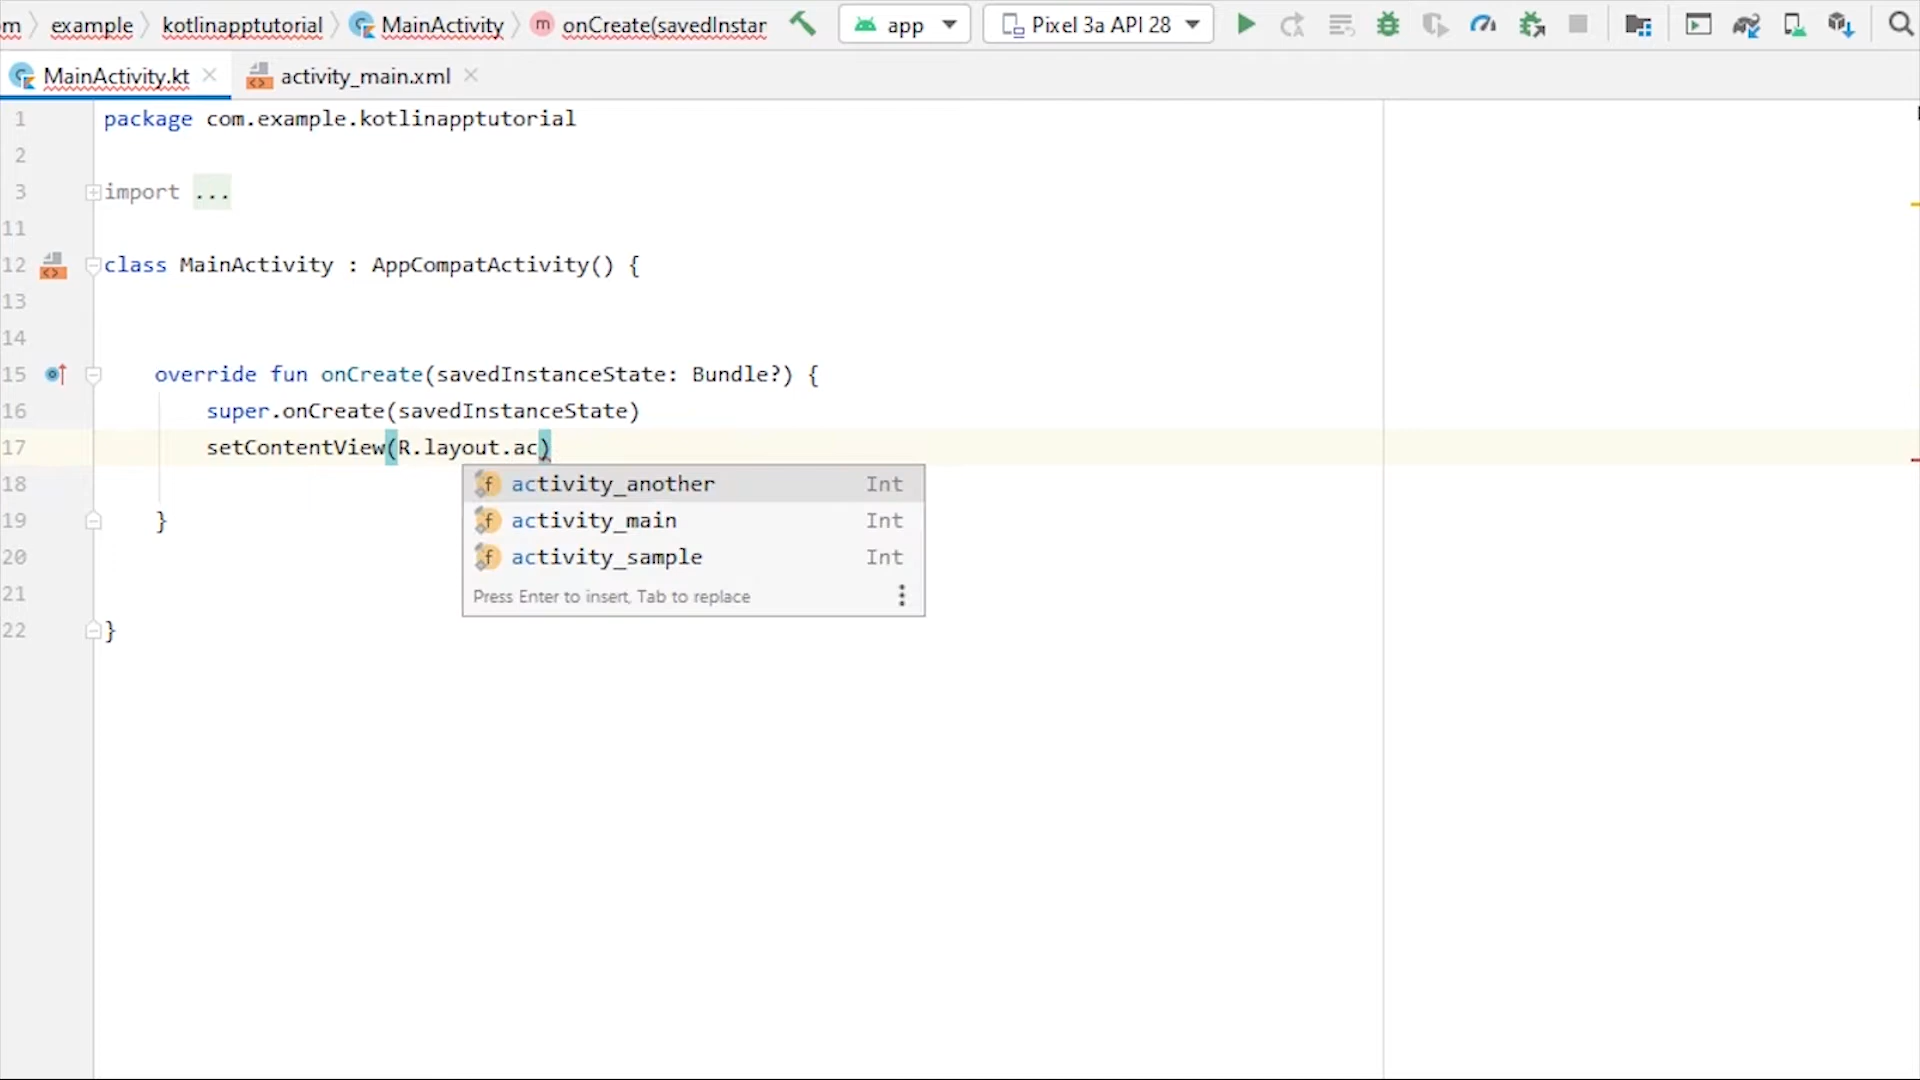 m example kotlinapptutorial MainActivity onCreate(savedInstar app Pixel 3a API 28
MainActivity.kt activity_main.xml
1 package com.example.kotlinapptutorial
2
3 import ...
11
12 class MainActivity : AppCompatActivity() {
13
14
15 override fun onCreate(savedInstanceState: Bundle?) {
16 super.onCreate(savedInstanceState)
17 setContentView(R.layout.ac)
18 activity_another Int
19 } activity_main Int
20 activity_sample Int
21 Press Enter to insert, Tab to replace
22 }